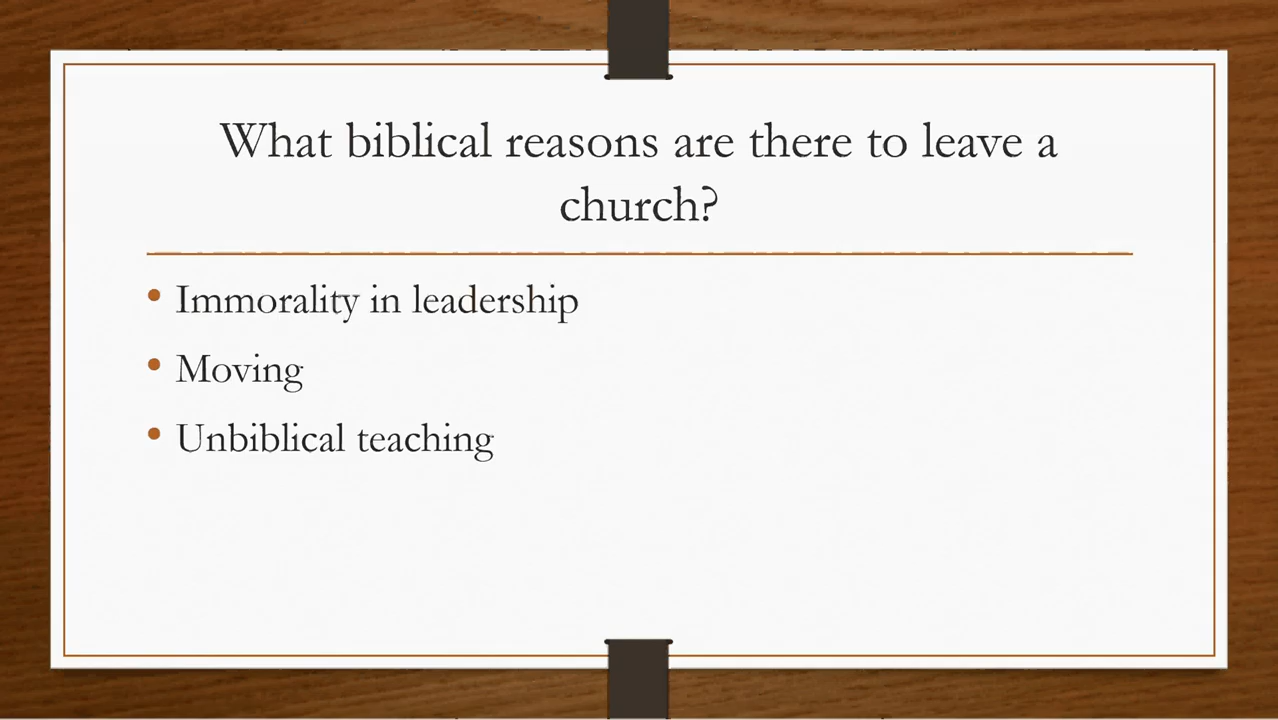 What biblical reasons are there to leave a
church?
• Immorality in leadership
• Moving
• Unbiblical teaching